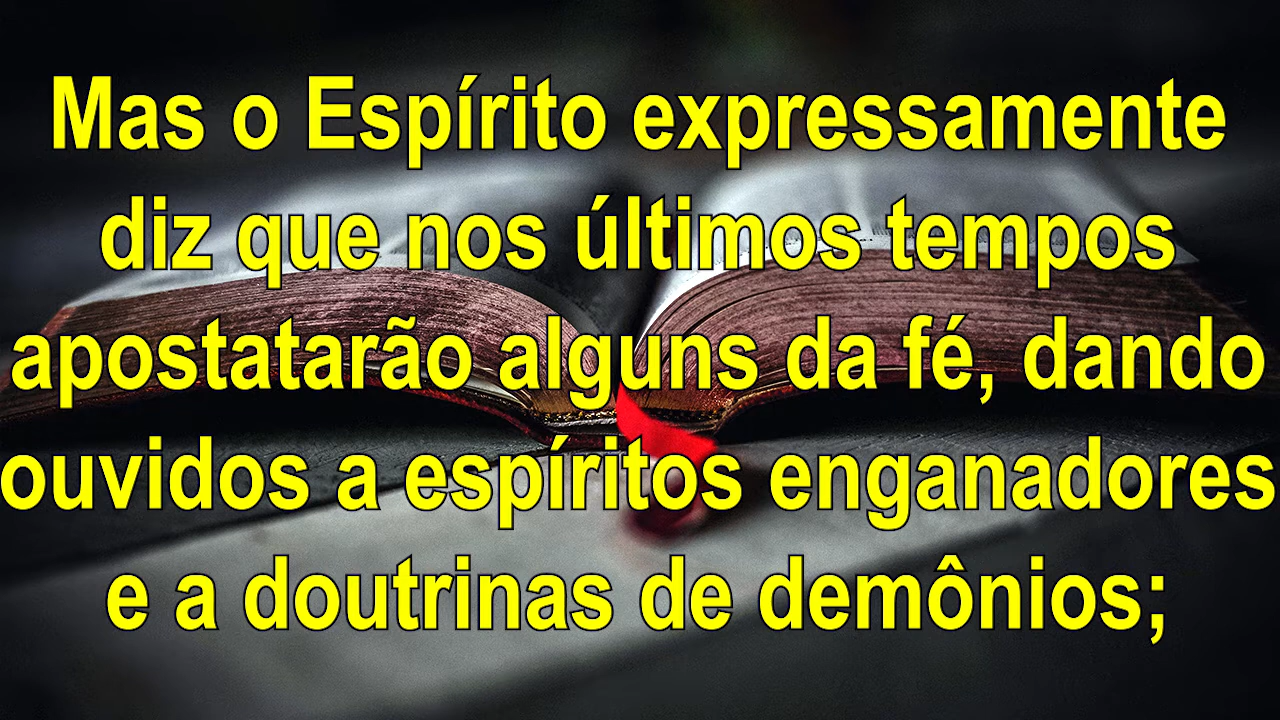 Mas o Espírito expressamente
diz que nos últimos tempos
apostatarão alguns da fé, dando
ouvidos a espíritos enganadores
e a doutrinas de demônios;